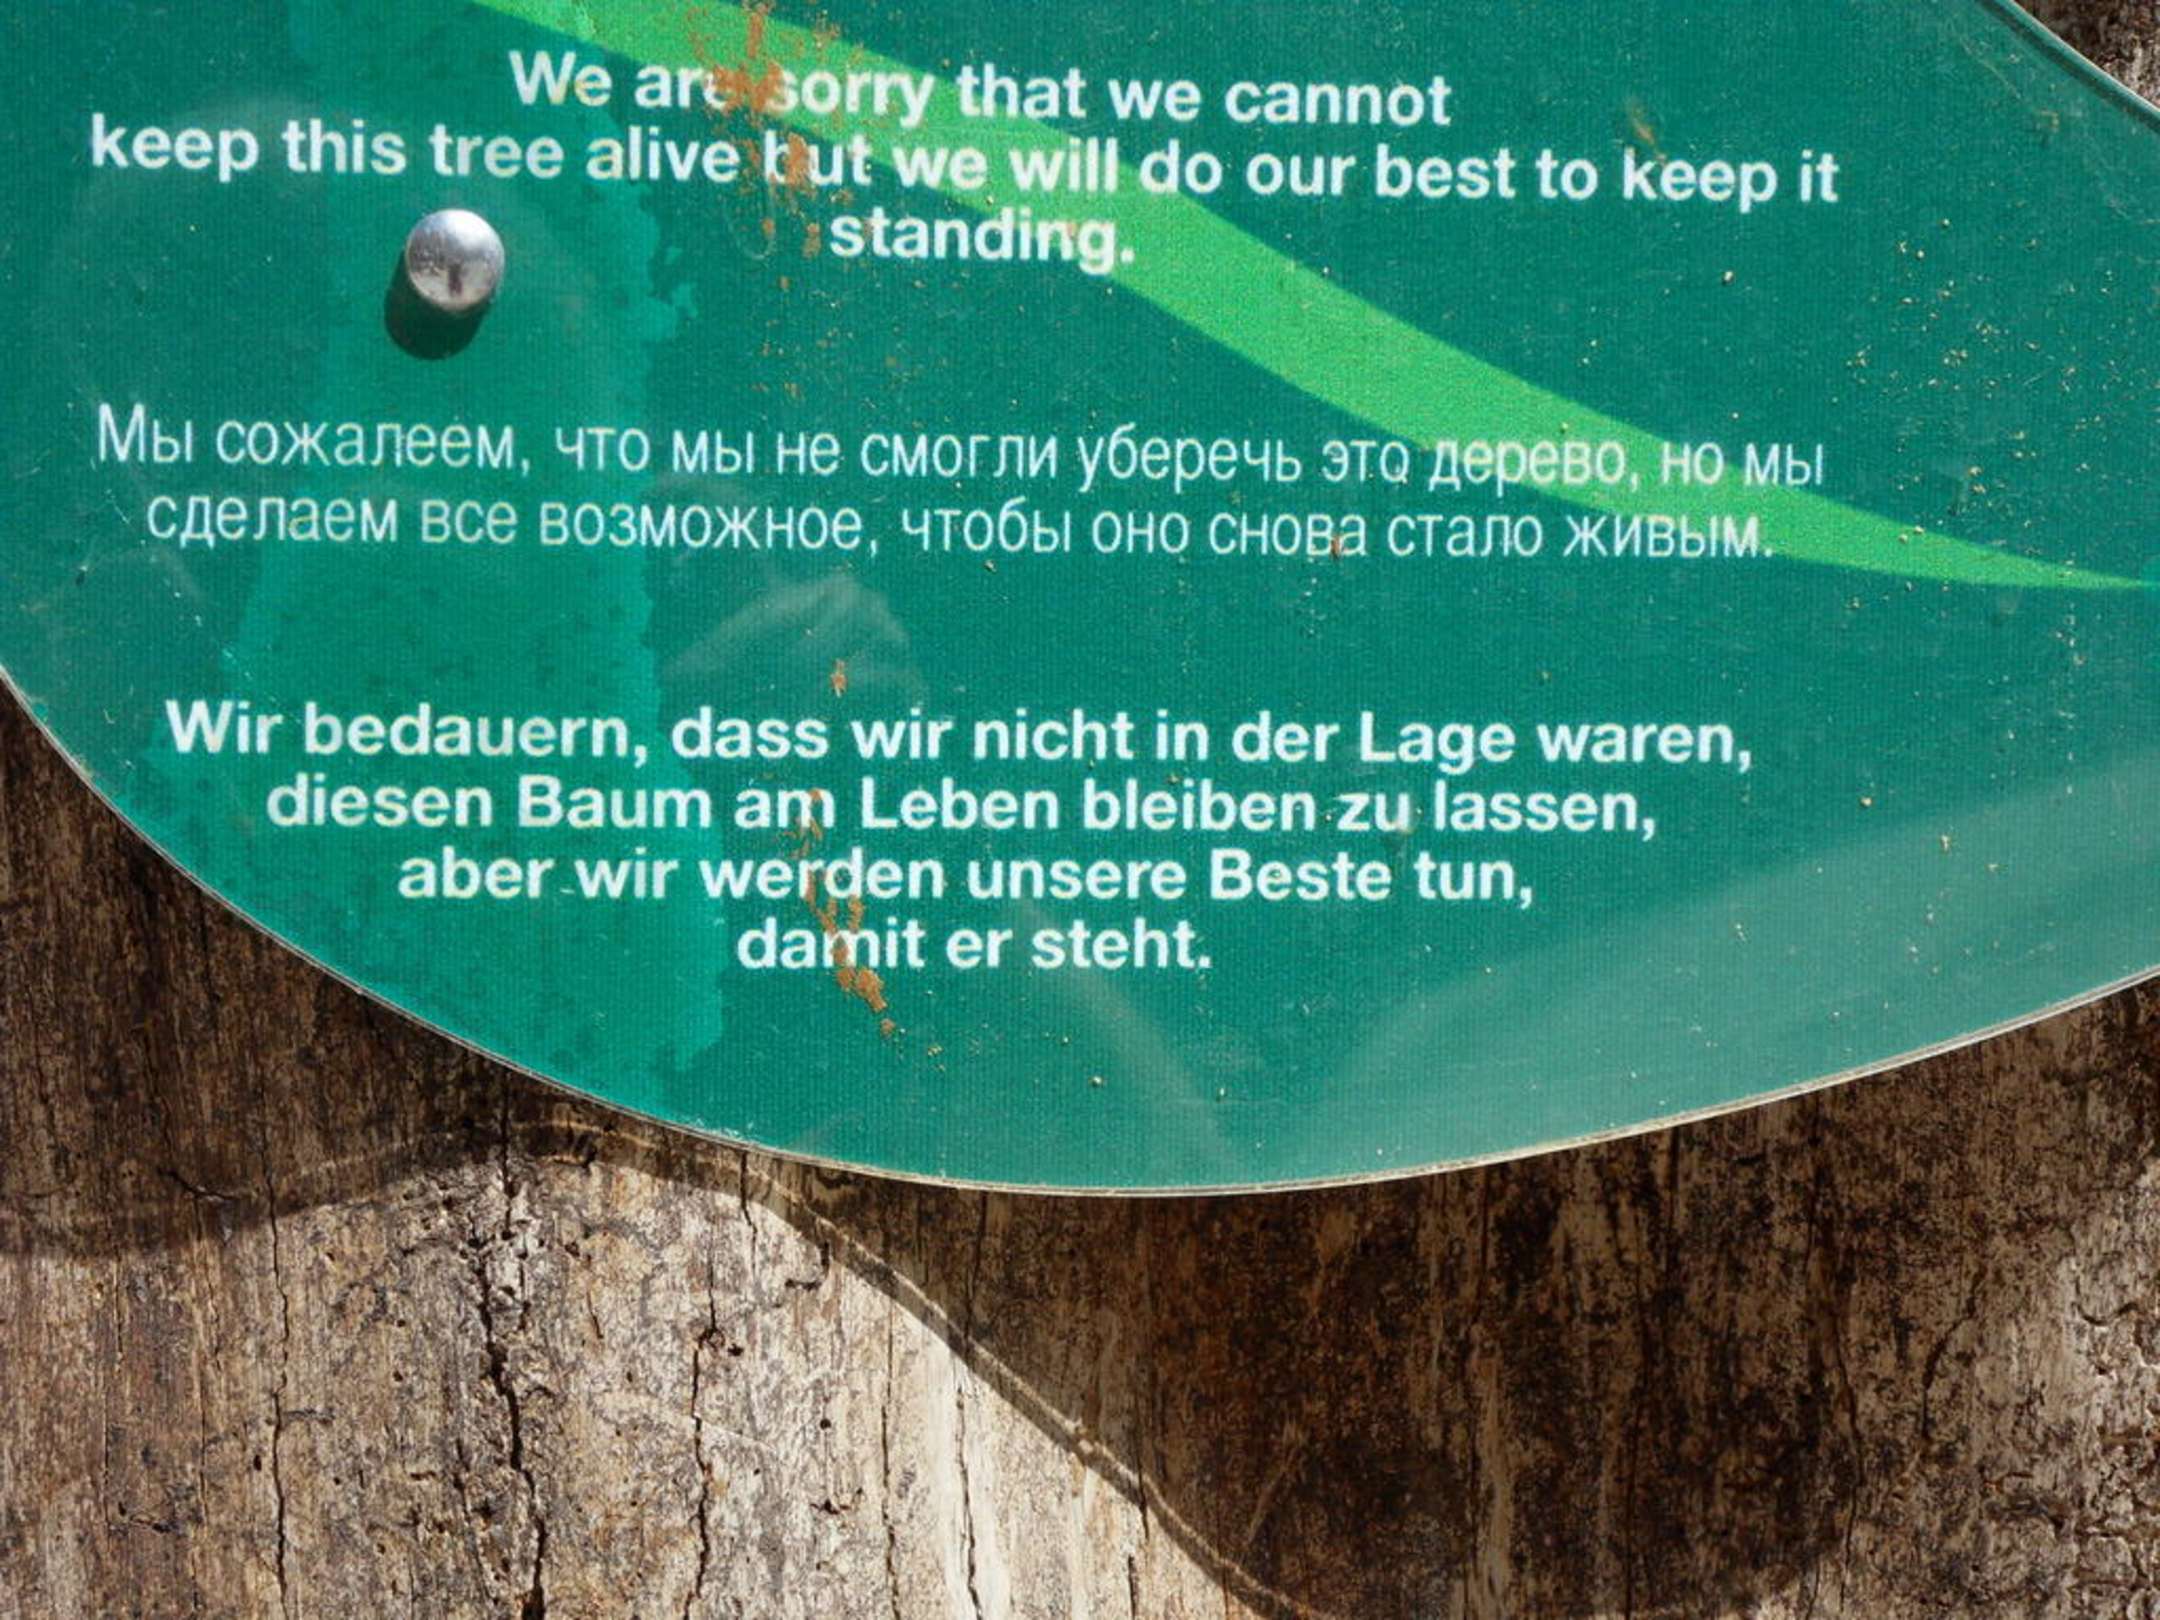 We are sorry that we cannot
keep this tree alive but we will do our best to keep it
standing.
Мы сожалеем, что мы не смогли уберечь это дерево, но мы
сделаем все возможное, чтобы оно снова стало живым.
Wir bedauern, dass wir nicht in der Lage waren,
diesen Baum am Leben bleiben zu lassen,
aber wir werden unsere Beste tun,
damit er steht.